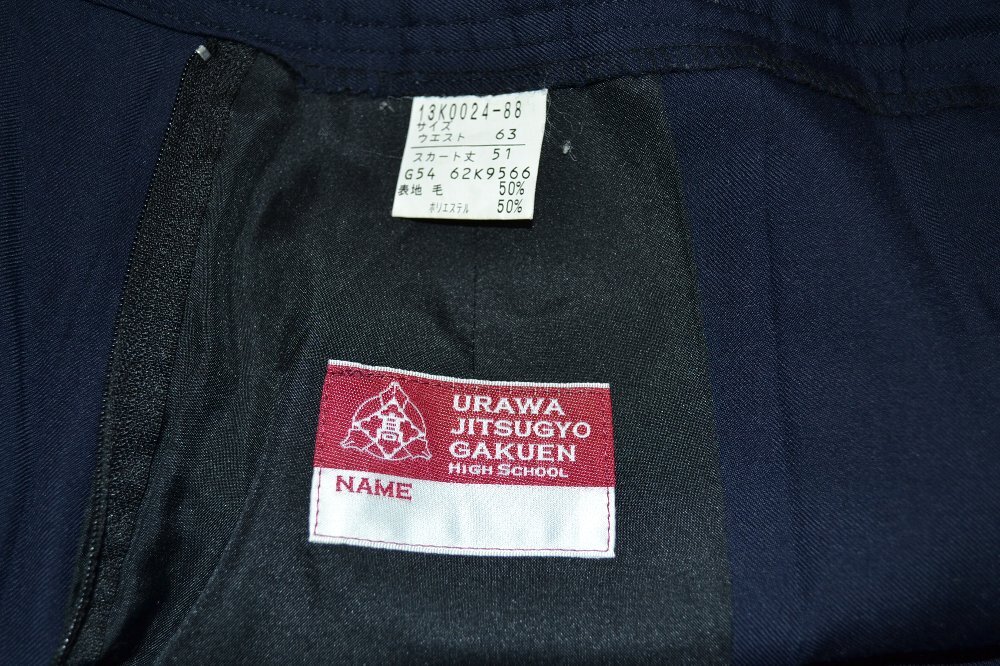 13K0024-88
サイズ
ウエスト 63
スカート丈 51
G54 62K9566
表地 毛 50%
ポリエステル 50%
高
URAWA
JITSUGYO
GAKUEN
HIGH SCHOOL
NAME